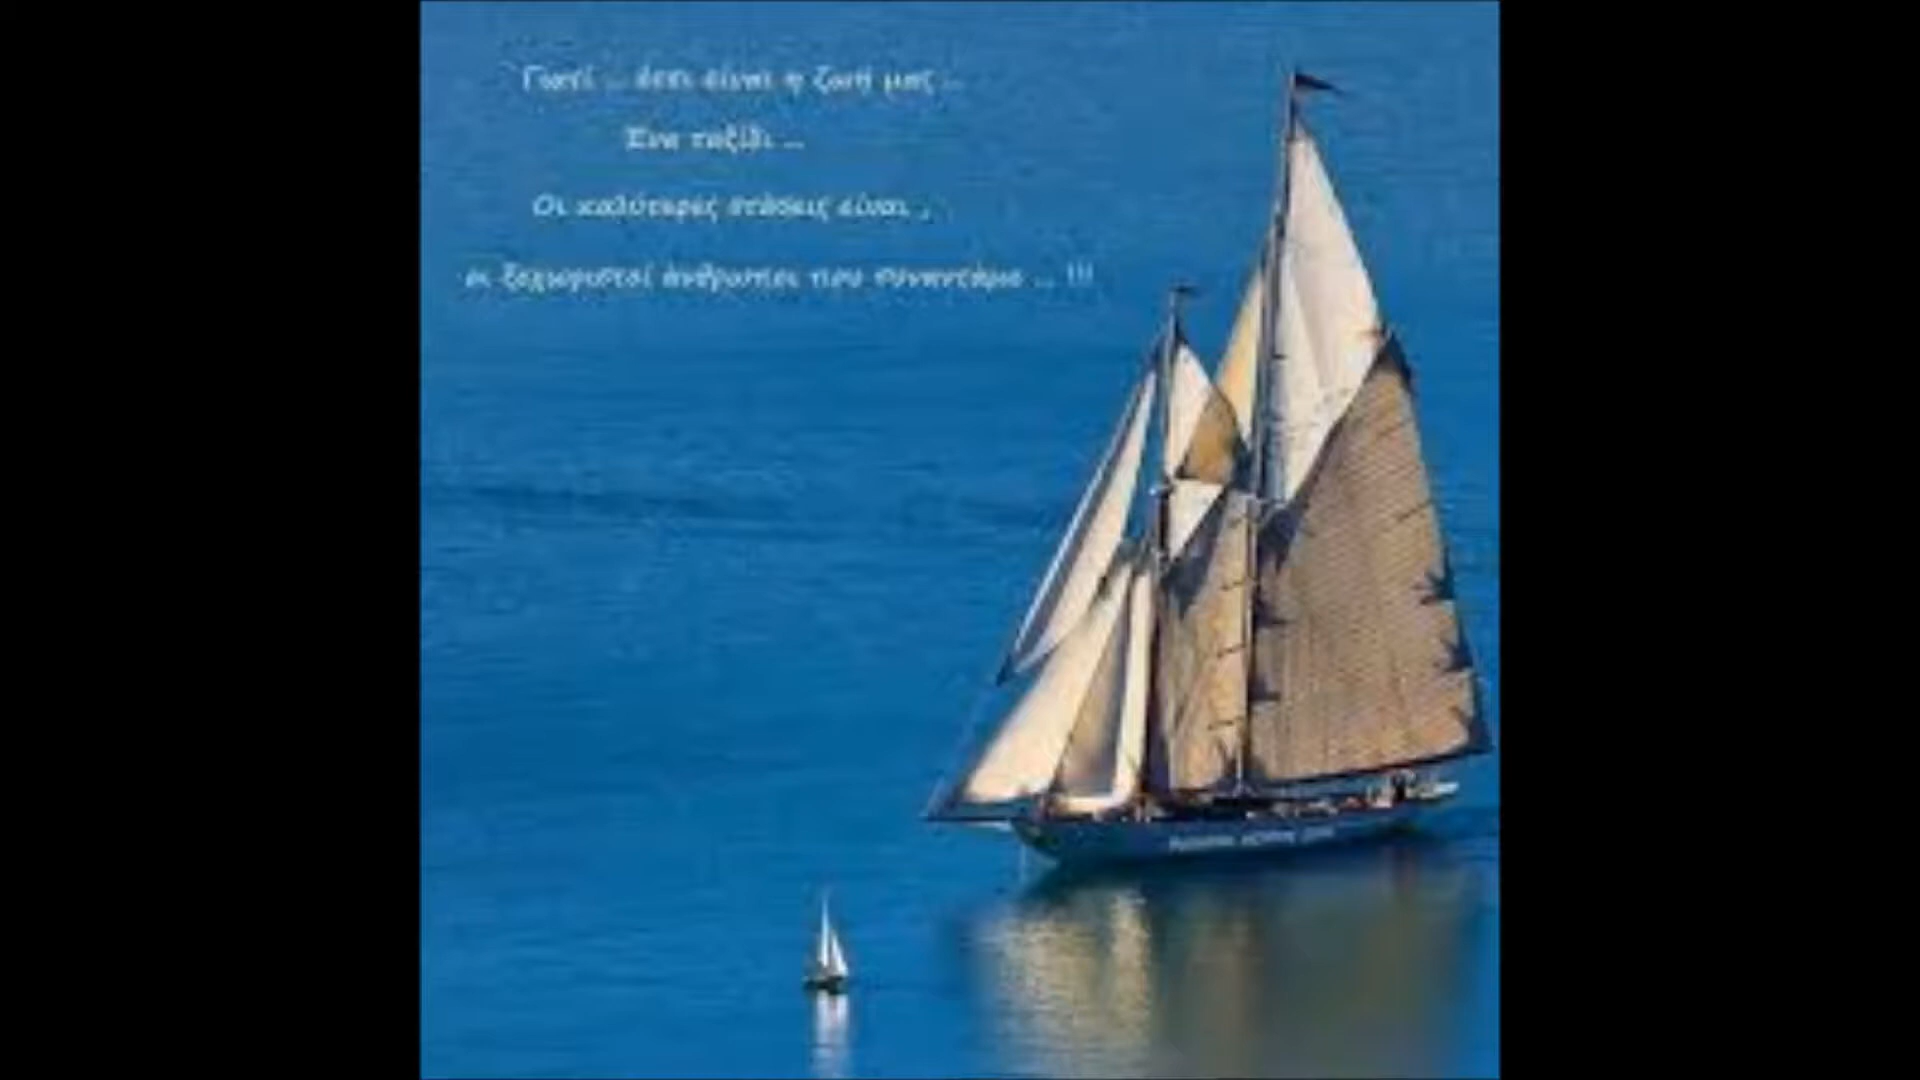 Γιατί ... έτσι είναι η ζωή μας ...
Ένα ταξίδι ...
Οι καλύτερες στάσεις είναι ,
οι ξεχωριστοί άνθρωποι που συναντάμε ... !!!